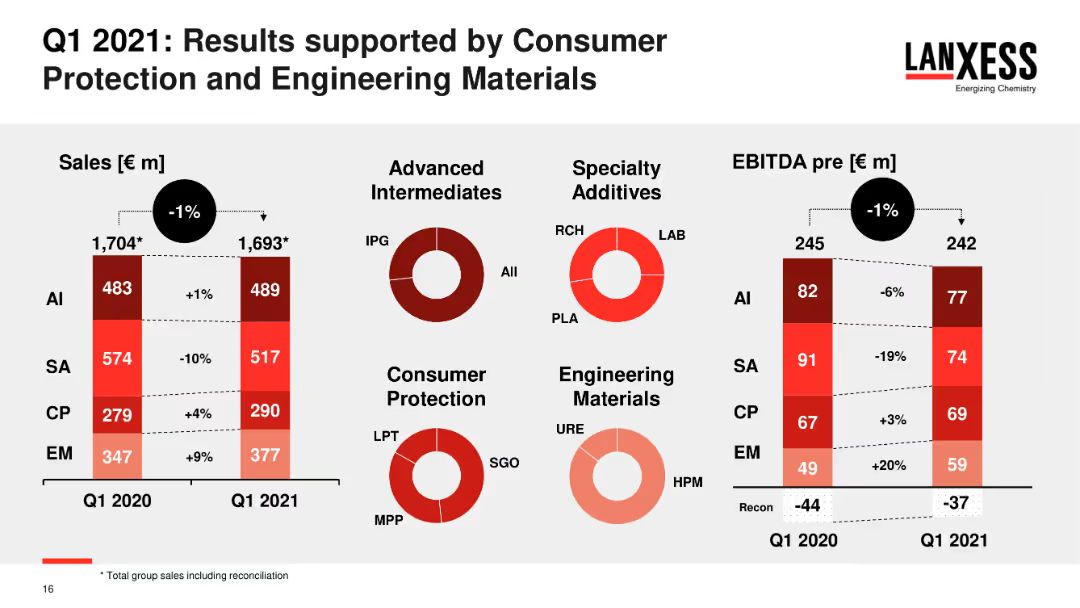 Q1 2021: Results supported by Consumer
Protection and Engineering Materials
LANXESS
Energizing Chemistry
Sales [€ m]
-1%
1,704*
1,693*
AI
483
+1%
489
SA
574
-10%
517
CP
279
+4%
290
EM
347
+9%
377
Q1 2020
Q1 2021
Advanced
Intermediates
IPG
AII
Specialty
Additives
RCH
LAB
PLA
Consumer
Protection
LPT
SGO
MPP
Engineering
Materials
URE
HPM
EBITDA pre [€ m]
-1%
245
242
AI
82
-6%
77
SA
91
-19%
74
CP
67
+3%
69
EM
49
+20%
59
Recon
-44
-37
Q1 2020
Q1 2021
* Total group sales including reconciliation
16